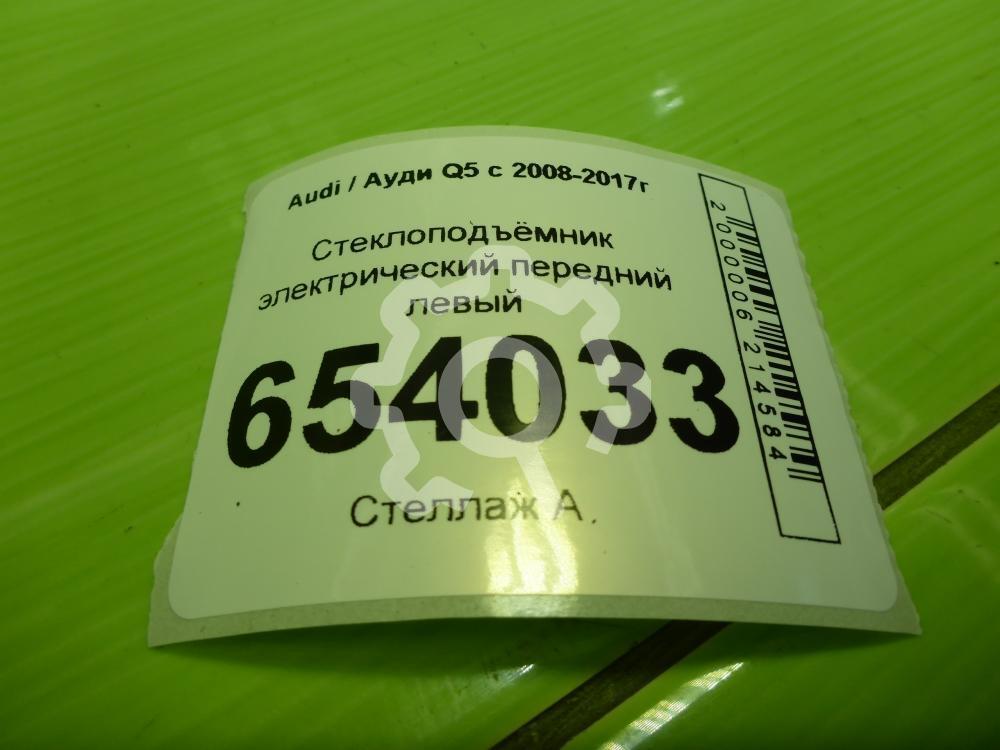 Audi / Ауди Q5 с 2008-2017г
Стеклоподъёмник
электрический передний
левый
654033
Стеллаж А
2000006214584